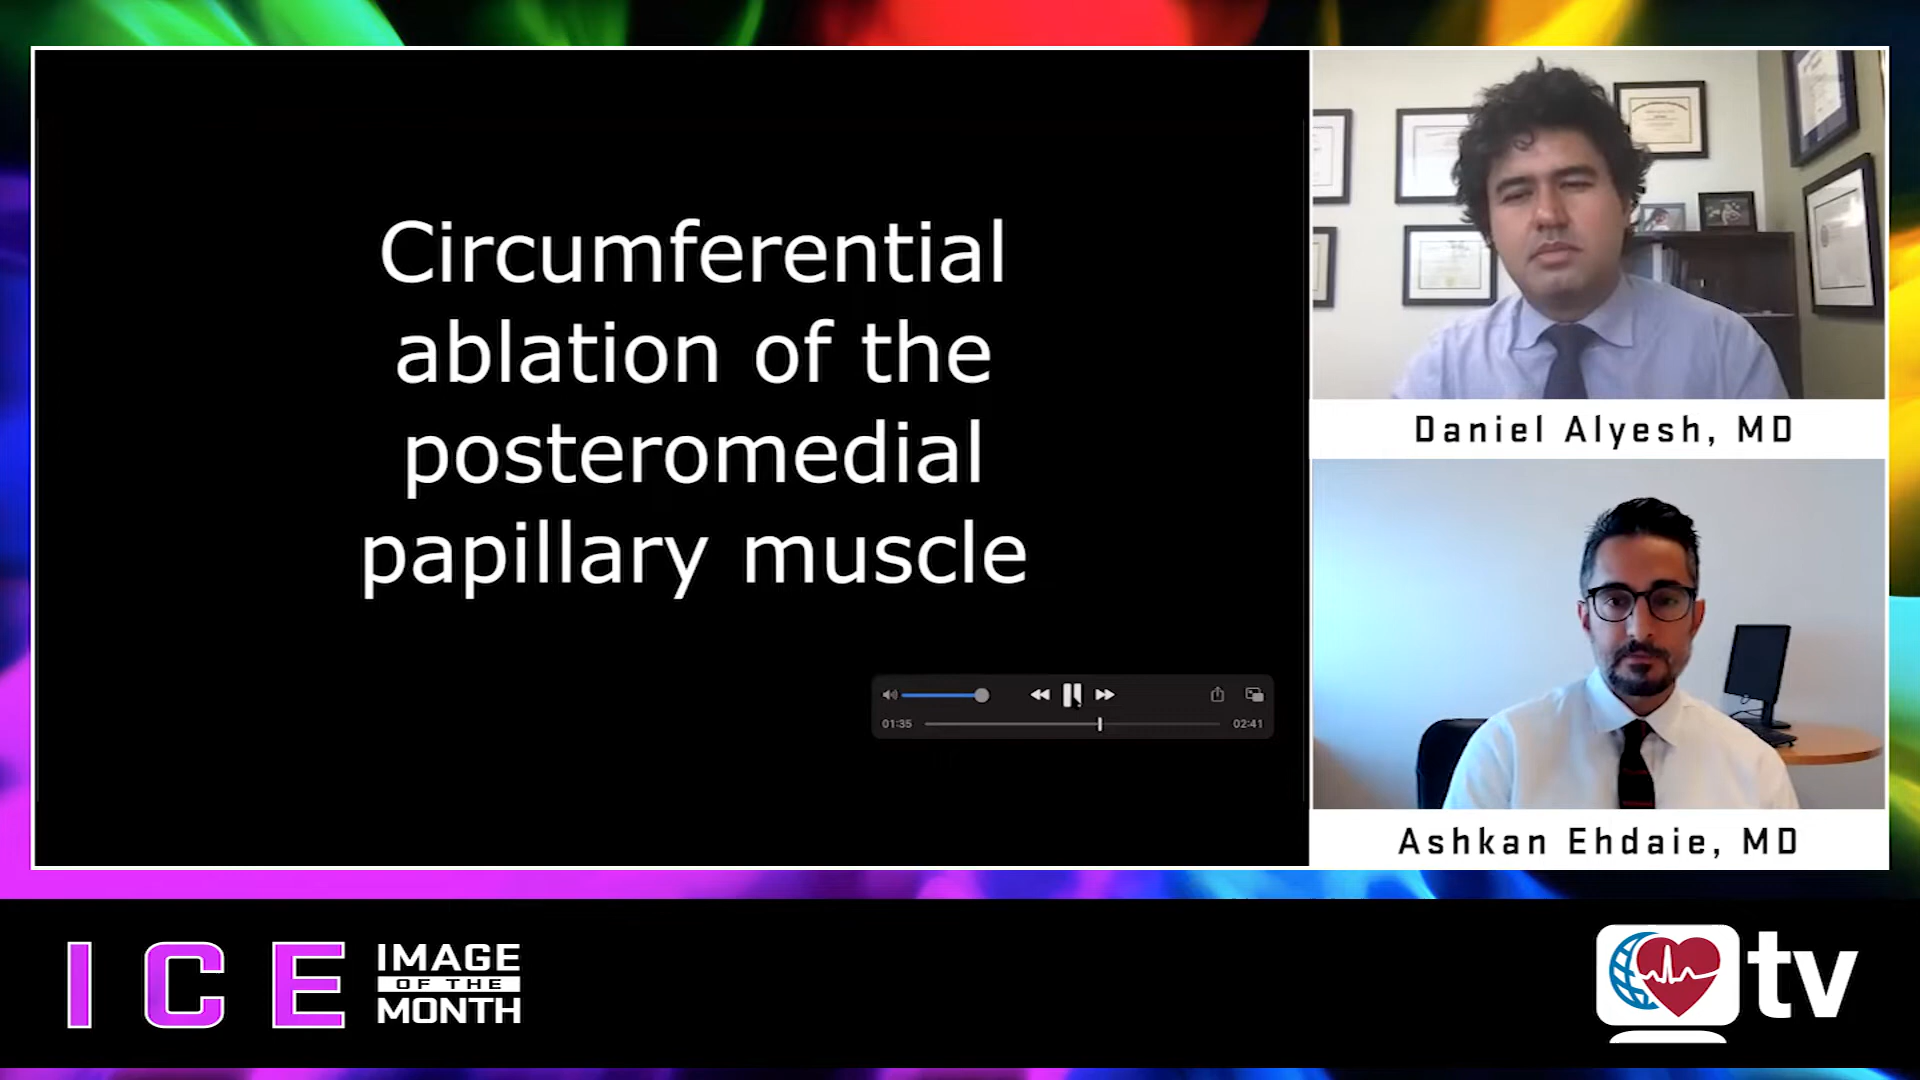 Circumferential
ablation of the
posteromedial
papillary muscle
01:35
02:41
Daniel Alyesh, MD
Ashkan Ehdaie, MD
ICE
IMAGE
OF THE
MONTH
tv